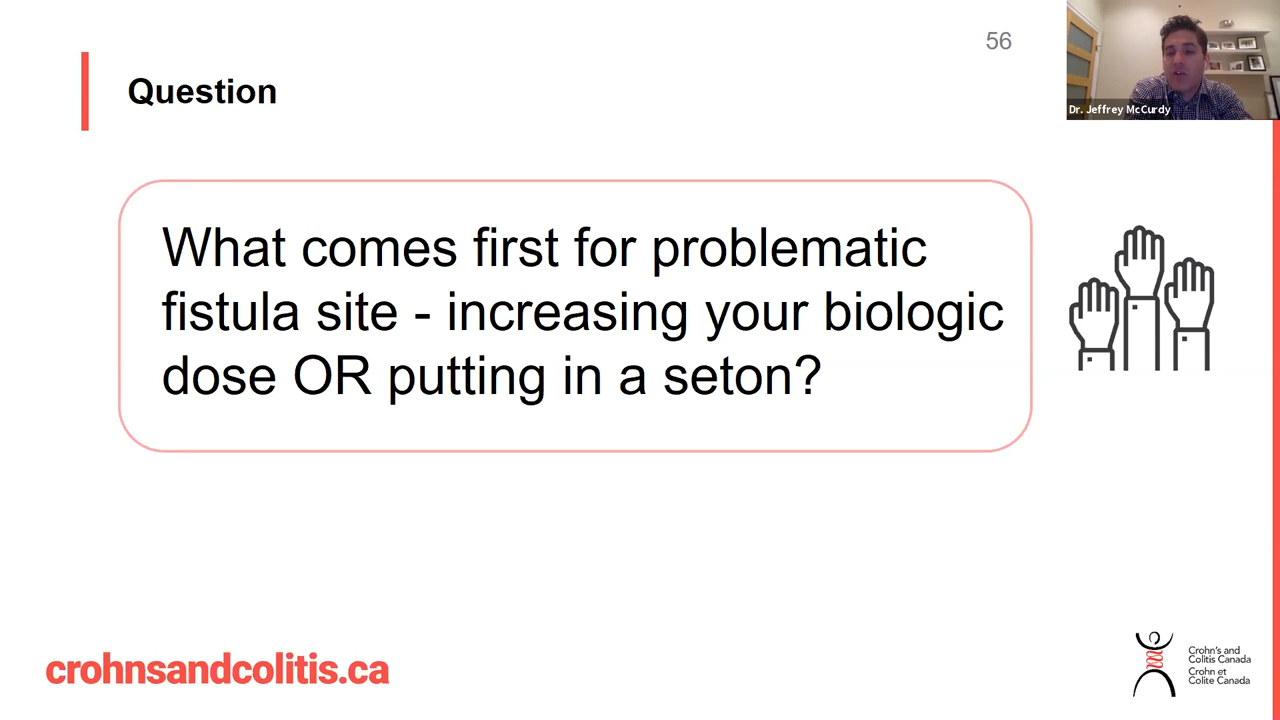 56
Question
Dr. Jeffrey McCurdy
What comes first for problematic
fistula site - increasing your biologic
dose OR putting in a seton?
crohnsandcolitis.ca
Crohn's and
Colitis Canada
Crohn et
Colite Canada